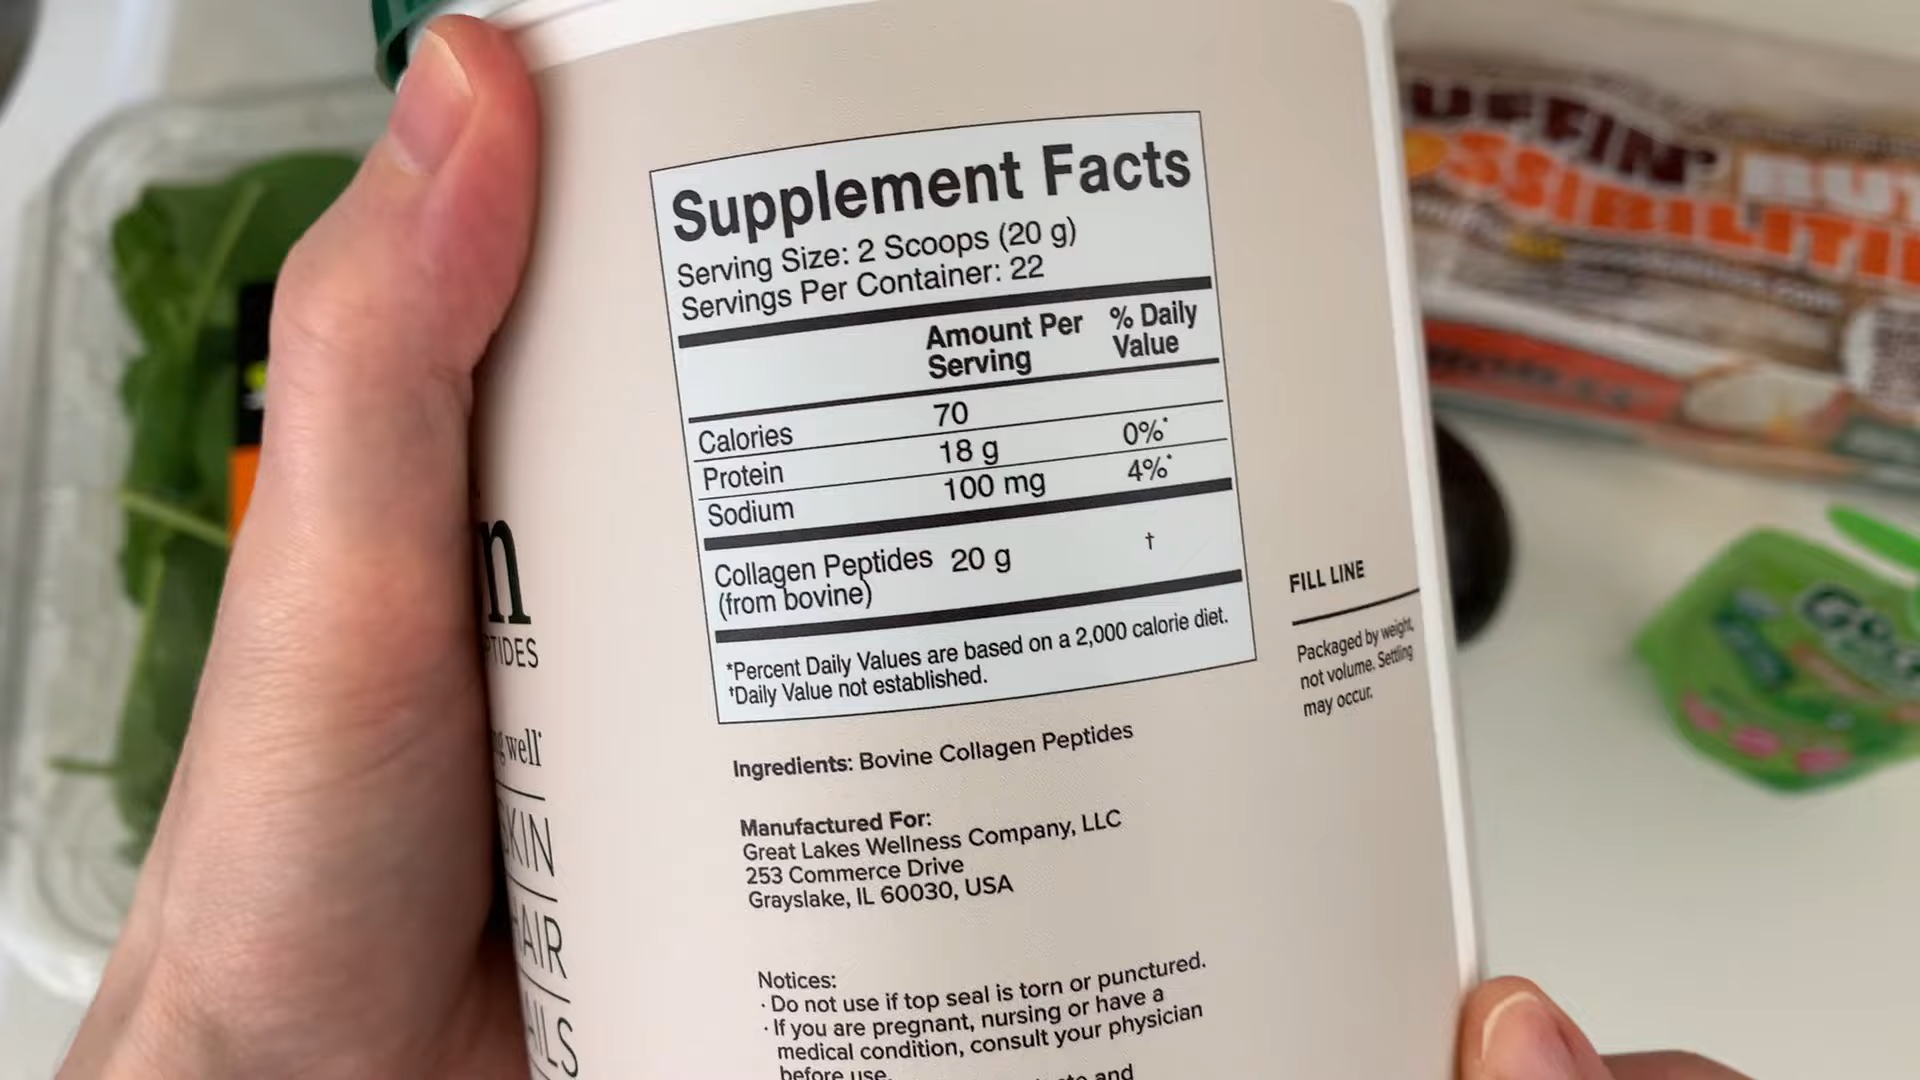 Supplement Facts
Serving Size: 2 Scoops (20 g)
Servings Per Container: 22
Amount Per Serving % Daily Value
Calories 70
Protein 18 g 0%*
Sodium 100 mg 4%*
Collagen Peptides 20 g †
(from bovine)
*Percent Daily Values are based on a 2,000 calorie diet.
†Daily Value not established.
Ingredients: Bovine Collagen Peptides
Manufactured For:
Great Lakes Wellness Company, LLC
253 Commerce Drive
Grayslake, IL 60030, USA
Notices:
· Do not use if top seal is torn or punctured.
· If you are pregnant, nursing or have a
medical condition, consult your physician
before use.
and
FILL LINE
Packaged by weight,
not volume. Settling
may occur.
n
PTIDES
well
KIN
AIR
AILS